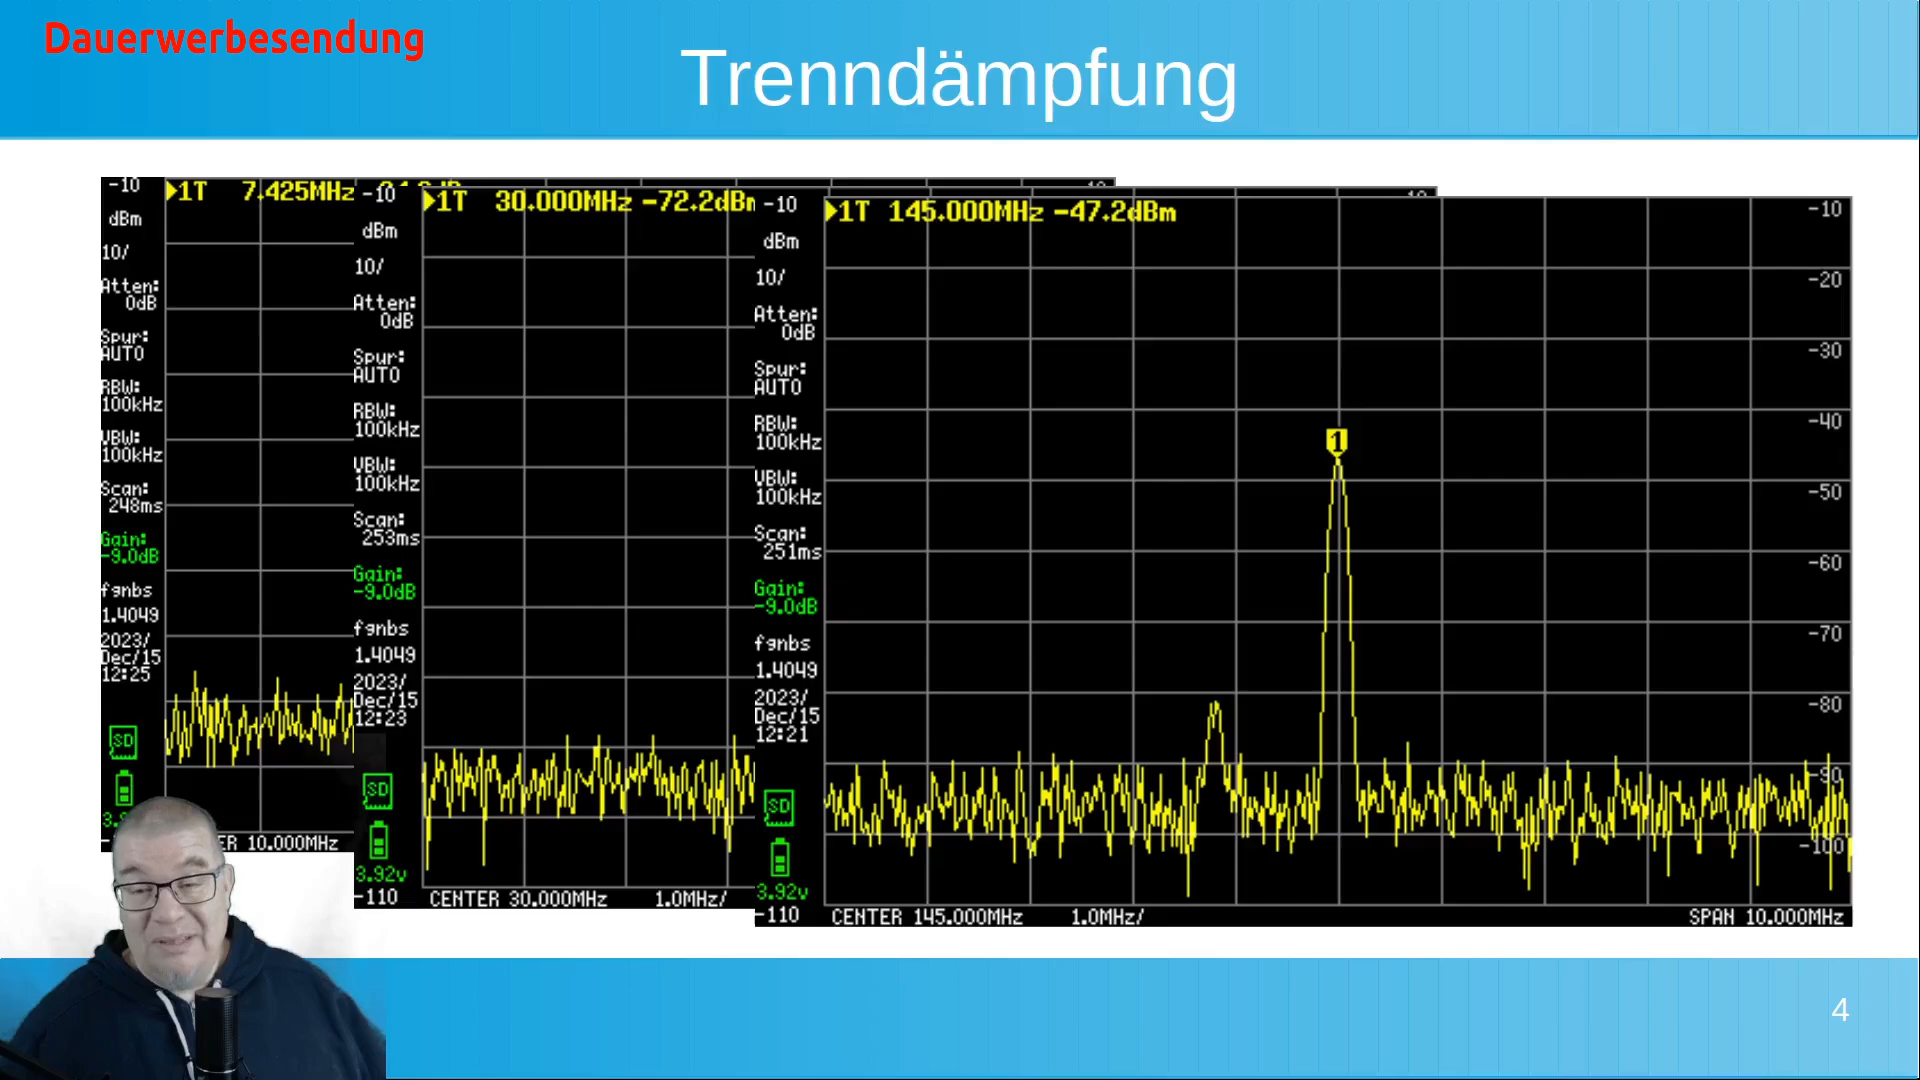 Dauerwerbesendung
Trenndämpfung
-10
dBm
10/
Atten:
0dB
Spur:
AUTO
RBW:
100kHz
VBW:
100kHz
Scan:
248ms
Gain:
-9.0dB
fgnbs
1.4049
2023/
Dec/15
12:25
SD
1T 7.425MHz
10.000MHz
-10
dBm
10/
Atten:
0dB
Spur:
AUTO
RBW:
100kHz
VBW:
100kHz
Scan:
253ms
Gain:
-9.0dB
fgnbs
1.4049
2023/
Dec/15
12:23
SD
3.92v
-110
1T 30.000MHz -72.2dBm
CENTER 30.000MHz 1.0MHz/
-10
dBm
10/
Atten:
0dB
Spur:
AUTO
RBW:
100kHz
VBW:
100kHz
Scan:
251ms
Gain:
-9.0dB
fgnbs
1.4049
2023/
Dec/15
12:21
SD
3.92v
-110
1T 145.000MHz -47.2dBm
1
-10
-20
-30
-40
-50
-60
-70
-80
-90
-100
CENTER 145.000MHz 1.0MHz/ SPAN 10.000MHz
4